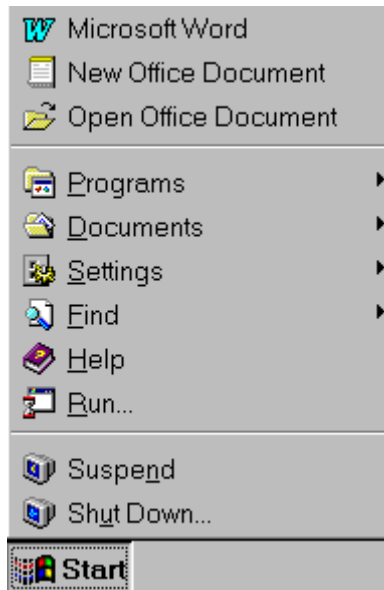 Microsoft Word
New Office Document
Open Office Document
Programs
Documents
Settings
Find
Help
Run...
Suspend
Shut Down...
Start